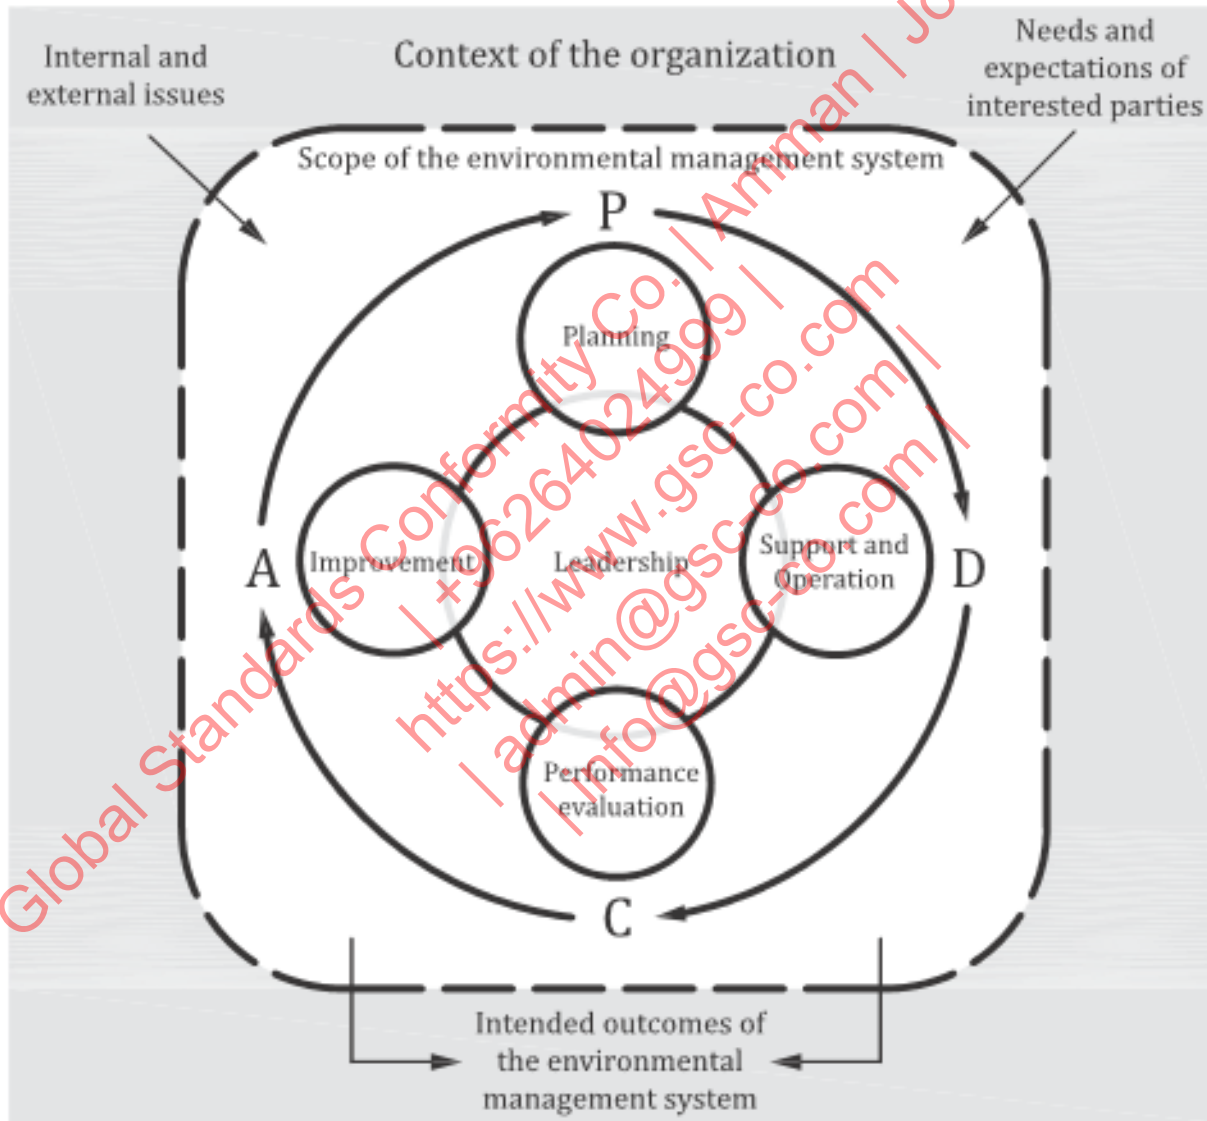 Context of the organization
Internal and
external issues
Needs and
expectations of
interested parties
Scope of the environmental management system
P
Planning
A
Improvement
Leadership
Support and
Operation
D
Performance
evaluation
C
Intended outcomes of
the environmental
management system
Global Standards Conformity Co. | Amman | Jo
| +96264024999 |
https://www.gsc-co.com
| admin@gsc-co.com |
| info@gsc-co.com |